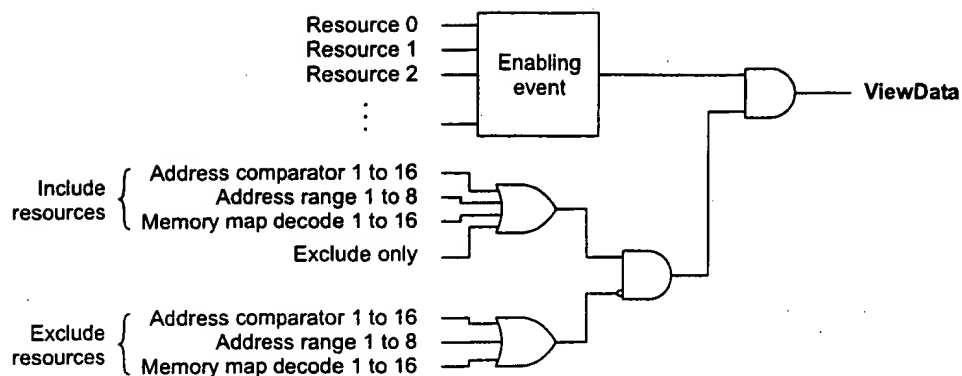 Resource 0
Resource 1
Resource 2
Enabling
event
ViewData
Include
resources
Address comparator 1 to 16
Address range 1 to 8
Memory map decode 1 to 16
Exclude only
Exclude
resources
Address comparator 1 to 16
Address range 1 to 8
Memory map decode 1 to 16